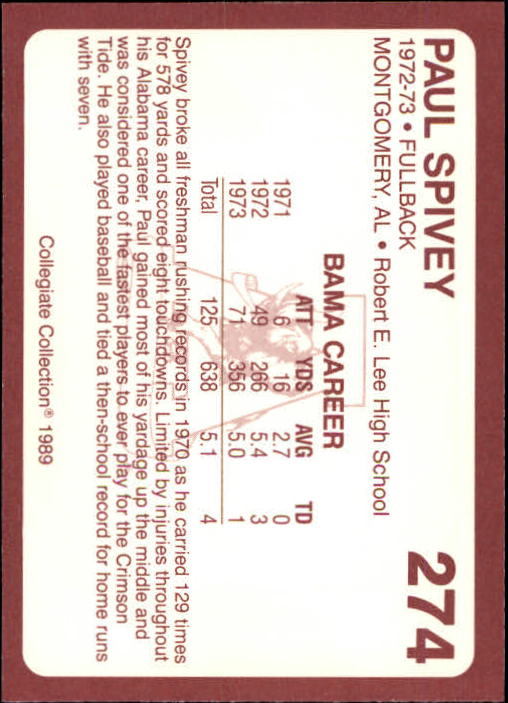 PAUL SPIVEY 274
1972-73 • FULLBACK
MONTGOMERY, AL • Robert E. Lee High School
BAMA CAREER
ATT YDS AVG TD
1971 6 16 2.7 0
1972 49 266 5.4 3
1973 71 356 5.0 1
Total 125 638 5.1 4
Spivey broke all freshman rushing records in 1970 as he carried 129 times
for 578 yards and scored eight touchdowns. Limited by injuries throughout
his Alabama career, Paul gained most of his yardage up the middle and
was considered one of the fastest players to ever play for the Crimson
Tide. He also played baseball and tied a then-school record for home runs
with seven.
Collegiate Collection® 1989